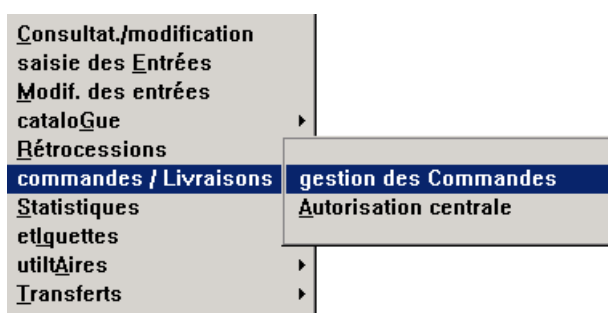 Consultat./modification
saisie des Entrées
Modif. des entrées
cataloGue
Rétrocessions
commandes / Livraisons
gestion des Commandes
Statistiques
Autorisation centrale
etIquettes
utiltAires
Transferts